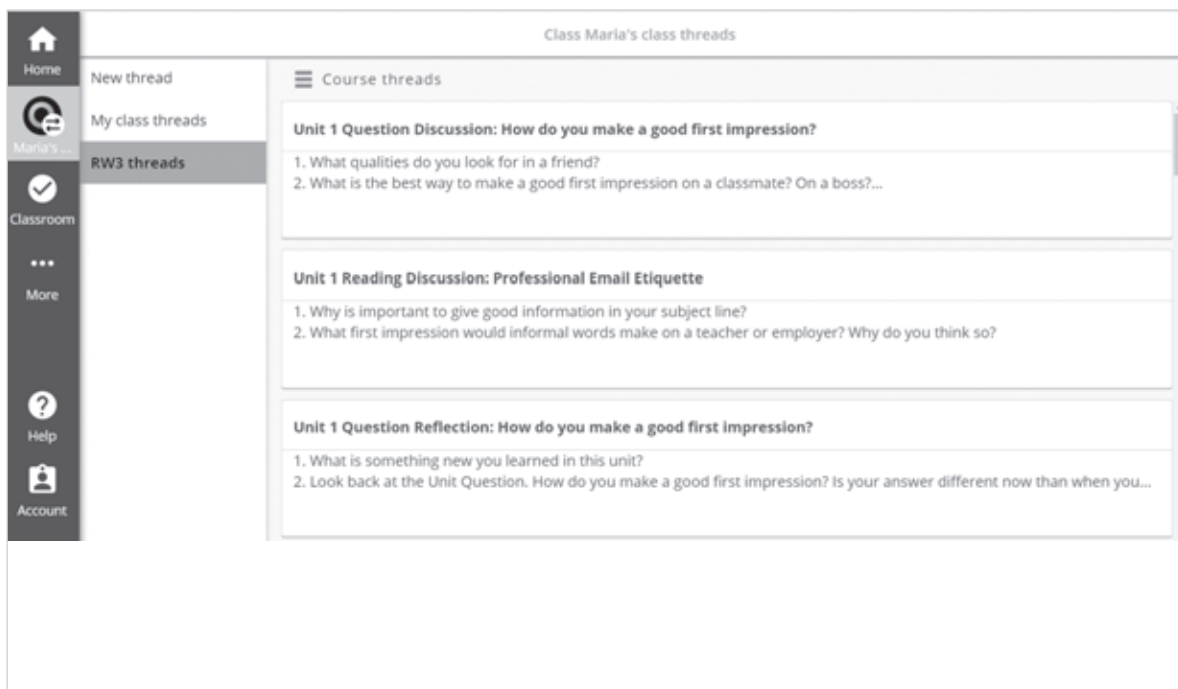 Class Maria's class threads
Home
Maria's ...
Classroom
More
Help
Account
New thread
My class threads
RW3 threads
Course threads
Unit 1 Question Discussion: How do you make a good first impression?
1. What qualities do you look for in a friend?
2. What is the best way to make a good first impression on a classmate? On a boss?...
Unit 1 Reading Discussion: Professional Email Etiquette
1. Why is important to give good information in your subject line?
2. What first impression would informal words make on a teacher or employer? Why do you think so?
Unit 1 Question Reflection: How do you make a good first impression?
1. What is something new you learned in this unit?
2. Look back at the Unit Question. How do you make a good first impression? Is your answer different now than when you...